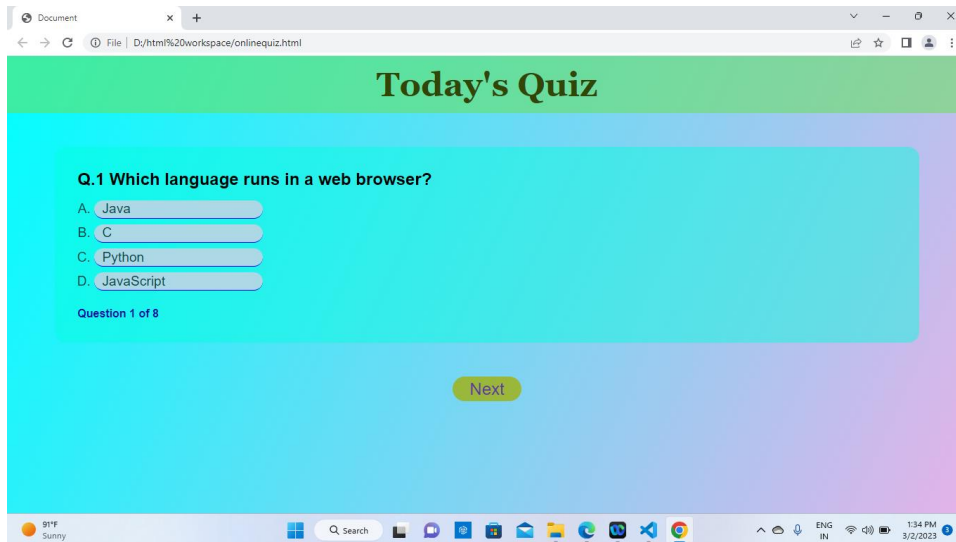 Document
File | D:/html%20workspace/onlinequiz.html
Today's Quiz
Q.1 Which language runs in a web browser?
A. Java
B. C
C. Python
D. JavaScript
Question 1 of 8
Next
91°F
Sunny
Search
ENG
IN
1:34 PM
3/2/2023
3